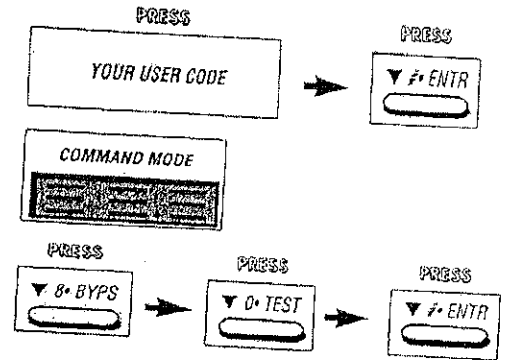 PRESS
YOUR USER CODE
PRESS
▼ #• ENTR
COMMAND MODE
PRESS
▼ 8• BYPS
PRESS
▼ 0• TEST
PRESS
▼ #• ENTR